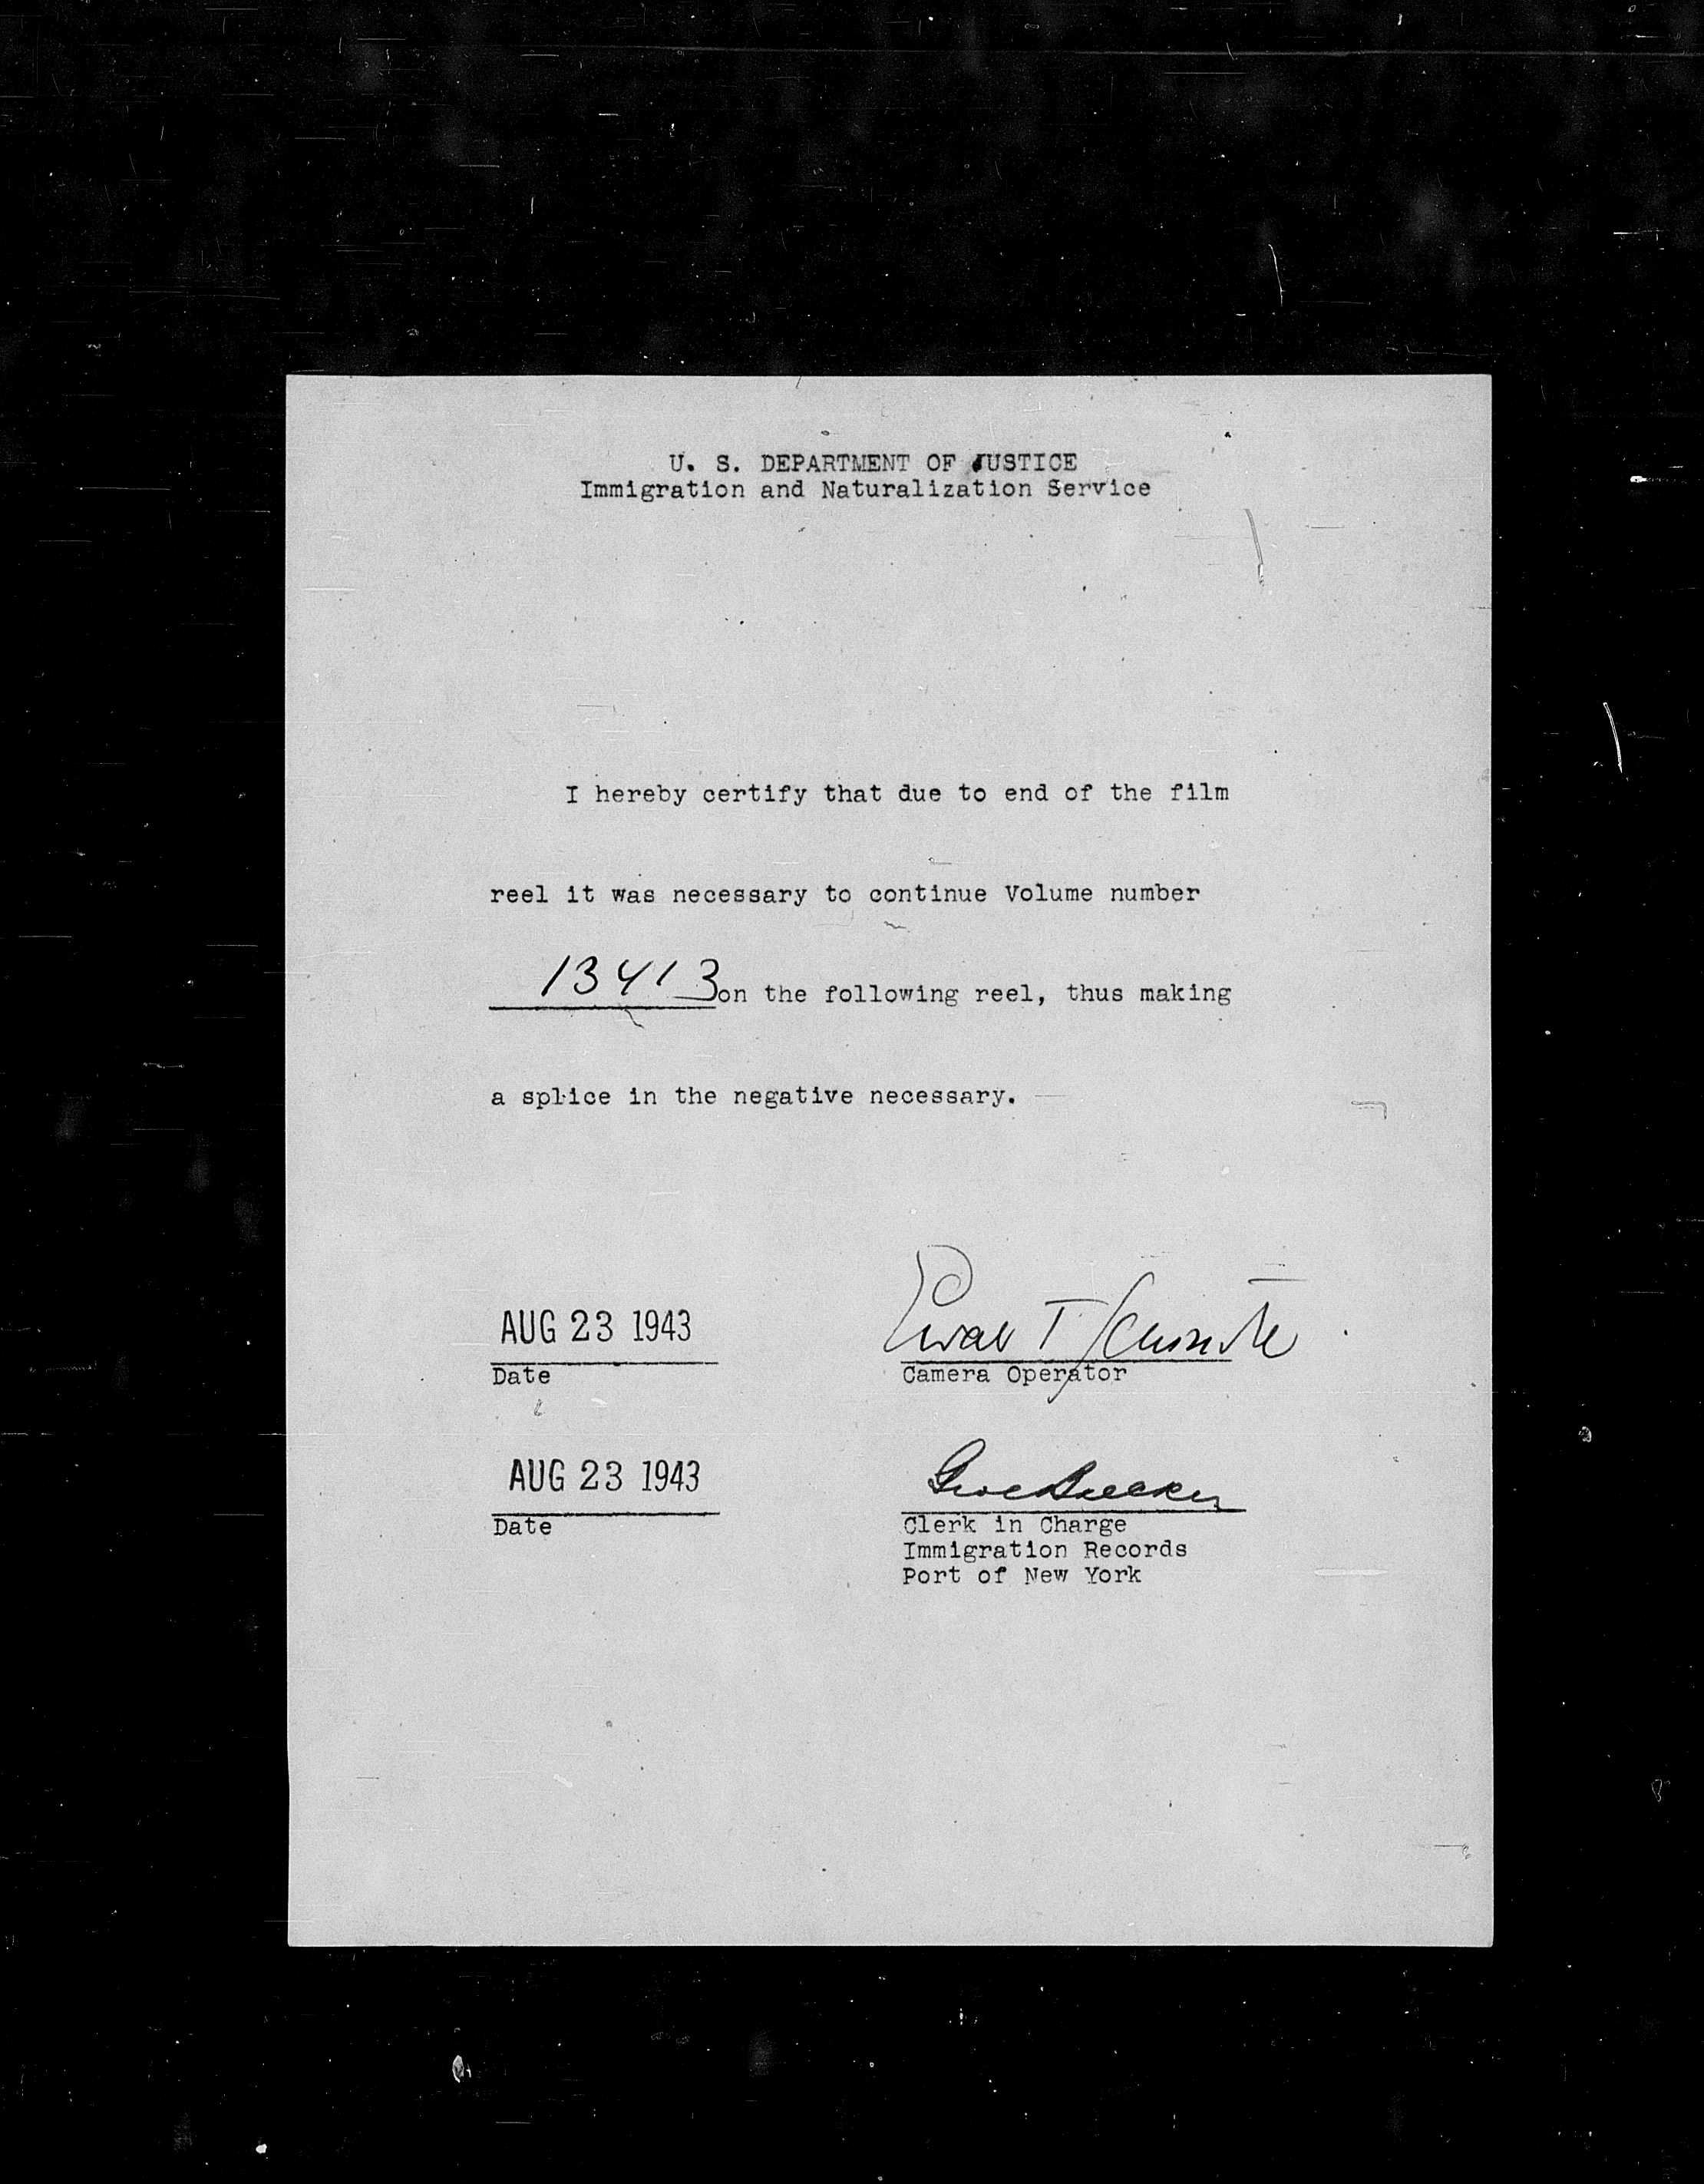 U. S. DEPARTMENT OF JUSTICE
Immigration and Naturalization Service
I hereby certify that due to end of the film
reel it was necessary to continue Volume number
13413 on the following reel, thus making
a splice in the negative necessary.
AUG 23 1943
Date
Camera Operator
AUG 23 1943
Date
Clerk in Charge
Immigration Records
Port of New York